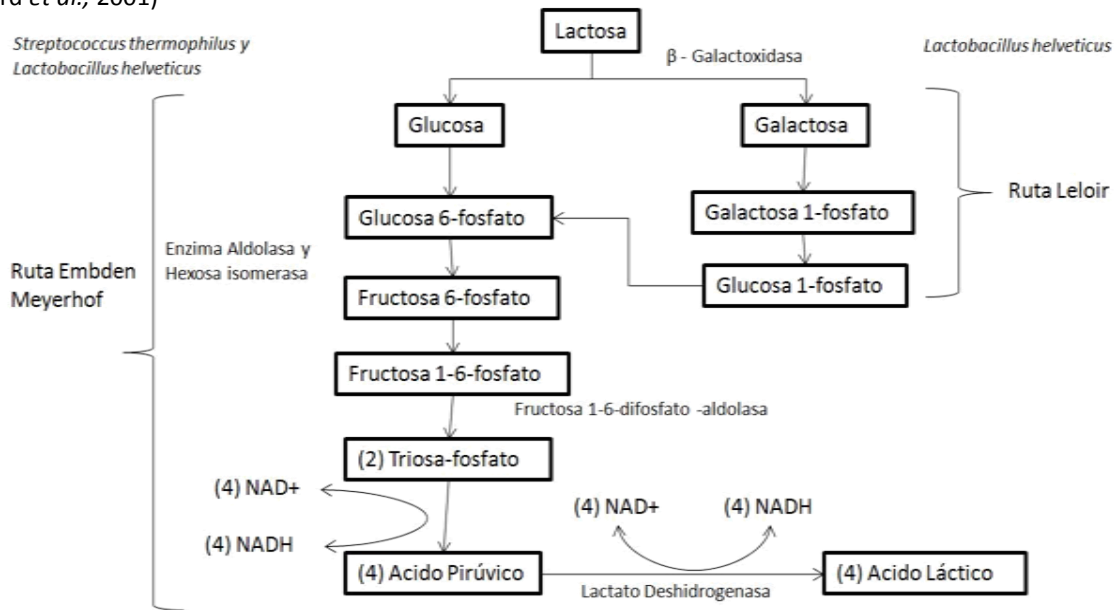 et al., 2001)
Streptococcus thermophilus y
Lactobacillus helveticus
Lactosa
Lactobacillus helveticus
β - Galactoxidasa
Glucosa
Galactosa
Ruta Leloir
Glucosa 6-fosfato
Galactosa 1-fosfato
Enzima Aldolasa y
Hexosa isomerasa
Ruta Embden
Meyerhof
Glucosa 1-fosfato
Fructosa 6-fosfato
Fructosa 1-6-fosfato
Fructosa 1-6-difosfato -aldolasa
(2) Triosa-fosfato
(4) NAD+
(4) NADH
(4) NAD+
(4) NADH
(4) Acido Pirúvico
Lactato Deshidrogenasa
(4) Acido Láctico